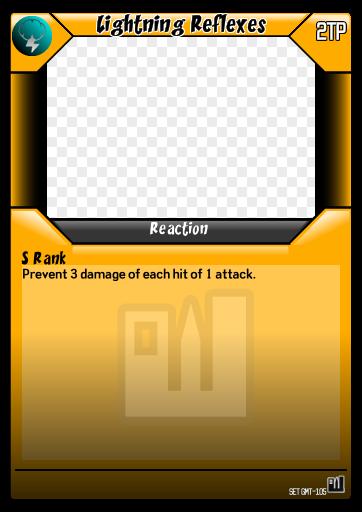 Lightning Reflexes
2TP
Reaction
S Rank
Prevent 3 damage of each hit of 1 attack.
SET GMT-105